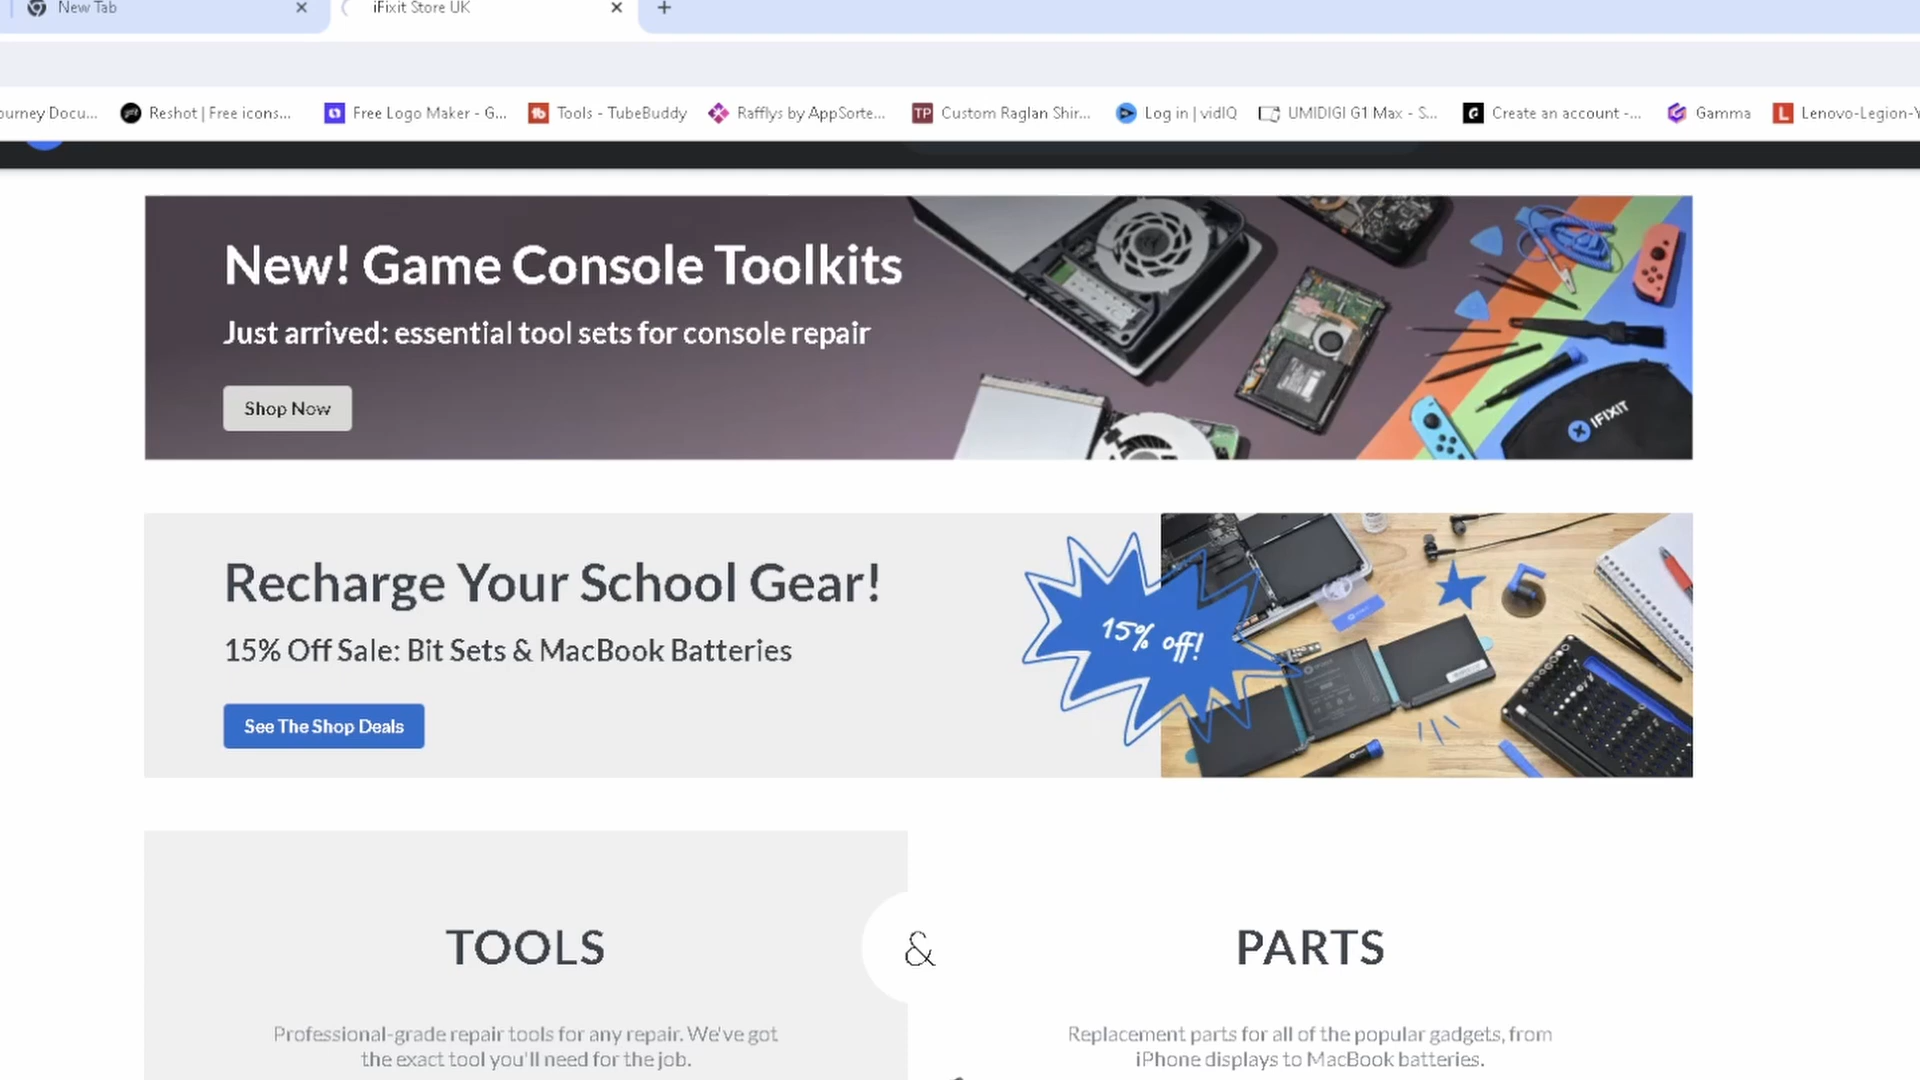 New Tab
iFixit Store UK
ourney Docu...
Reshot | Free icons...
Free Logo Maker - G...
Tools - TubeBuddy
Rafflys by AppSorte...
TP
Custom Raglan Shir...
Log in | vidIQ
UMIDIGI G1 Max - S...
Create an account -...
Gamma
L
Lenovo-Legion-Y
New! Game Console Toolkits
Just arrived: essential tool sets for console repair
Shop Now
IFIXIT
Recharge Your School Gear!
15% Off Sale: Bit Sets & MacBook Batteries
See The Shop Deals
15% off!
TOOLS
&
PARTS
Professional-grade repair tools for any repair. We've got
the exact tool you'll need for the job.
Replacement parts for all of the popular gadgets, from
iPhone displays to MacBook batteries.